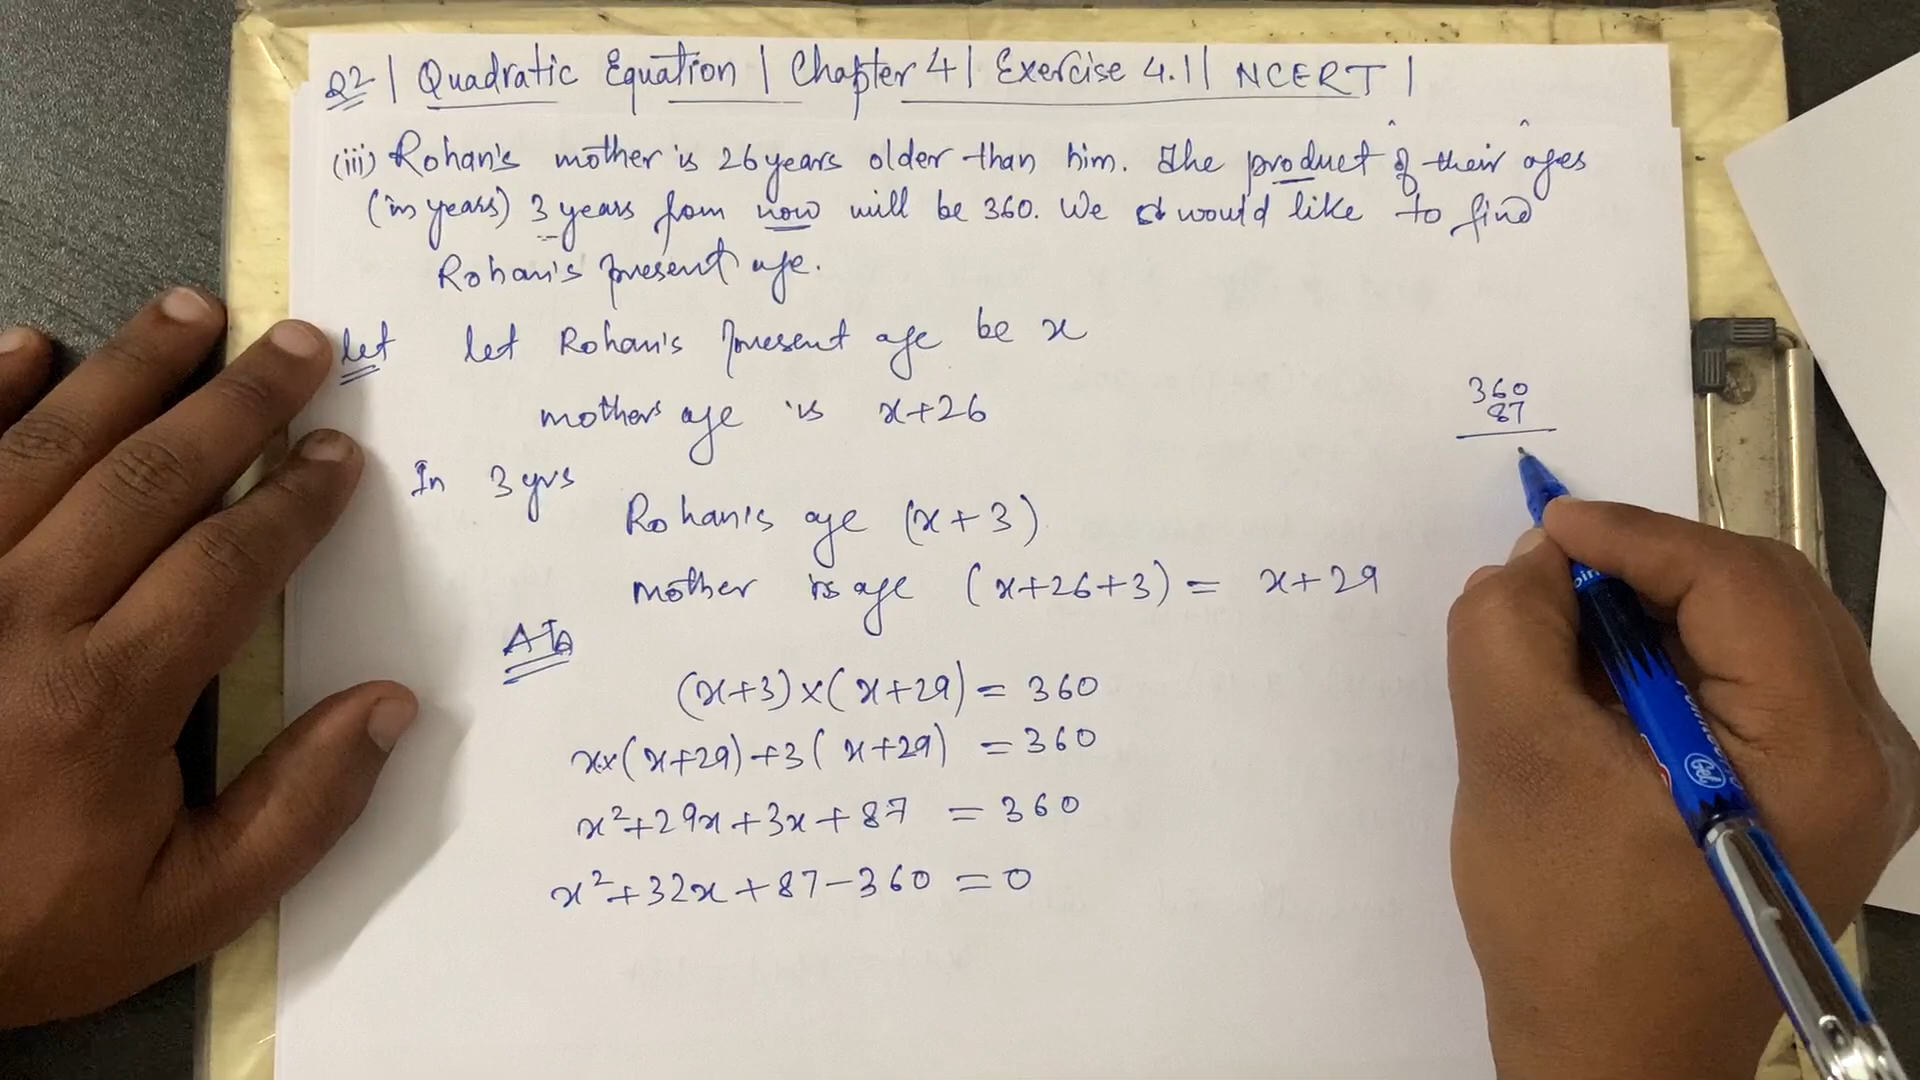 Q2 | Quadratic Equation | Chapter 4 | Exercise 4.1 | NCERT |
(iii) Rohan's mother is 26 years older than him. The product of their ages
(in years) 3 years from now will be 360. We would like to find
Rohan's present age.
let let Rohan's present age be x
mother's age is x+26
In 3 yrs
Rohan's age (x+3)
mother is age (x+26+3) = x+29
ATQ
(x+3)×(x+29) = 360
x×(x+29)+3(x+29) = 360
x²+29x+3x+87 = 360
x²+32x+87-360 = 0
360
87
Gel